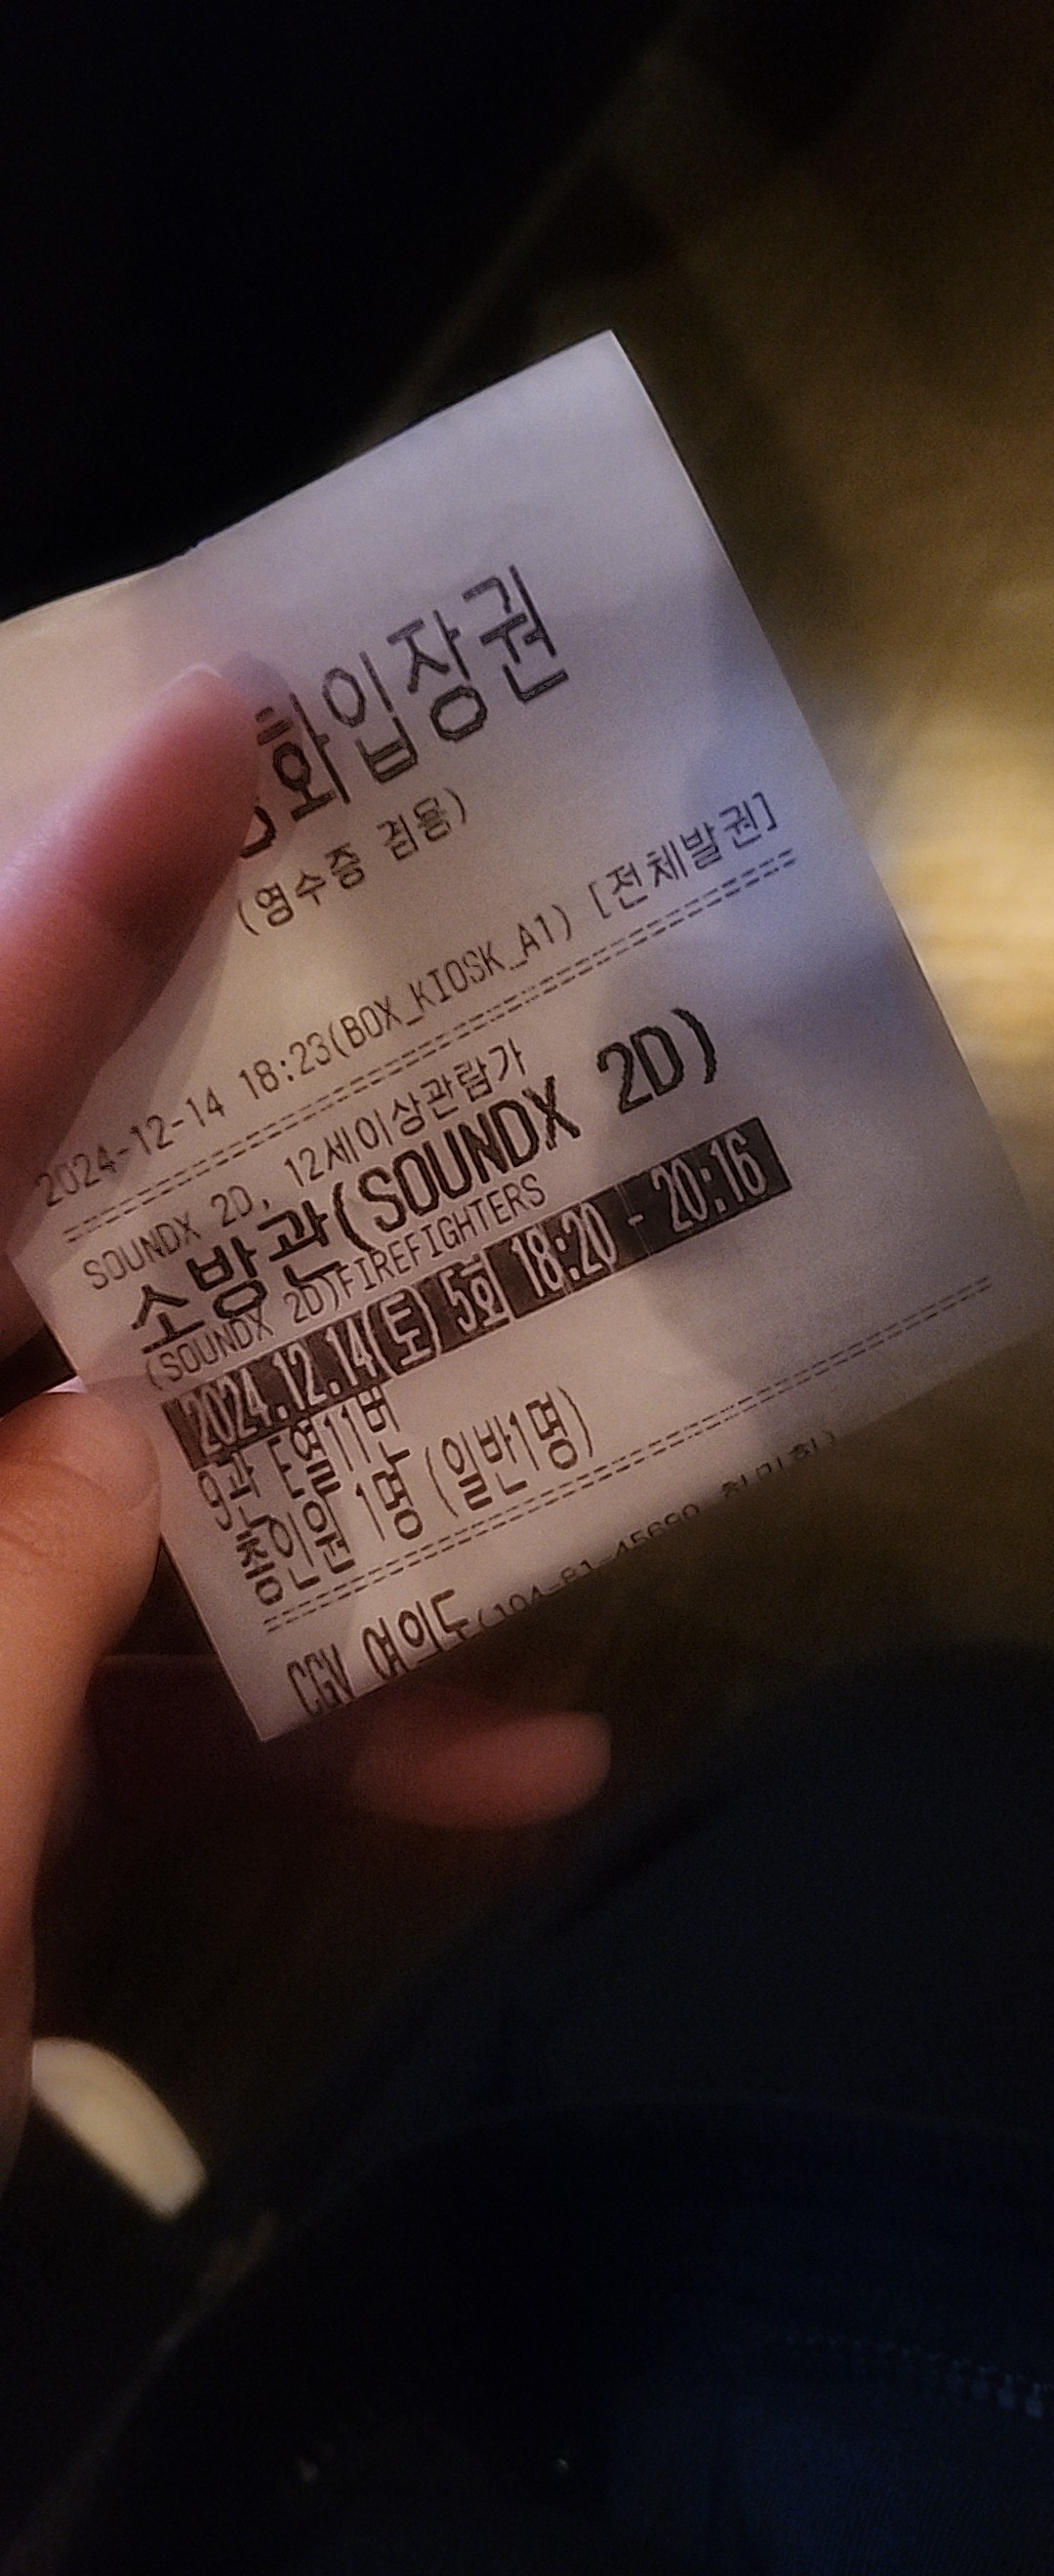 화입장권
(영수증 겸용)
2024-12-14 18:23(BOX_KIOSK_A1) [전체발권]
SOUNDX 2D, 12세이상관람가
소방관(SOUNDX 2D)
(SOUNDX 2D)FIREFIGHTERS
2024.12.14(토) 5회 18:20 - 20:16
9관 E열11번
총인원 1명 (일반1명)
CGV 여의도(104-81-45690